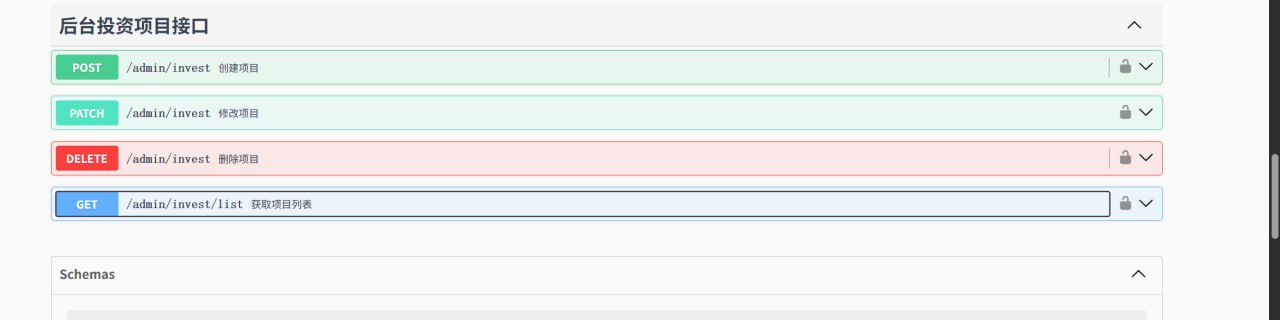 后台投资项目接口
POST /admin/invest 创建项目
PATCH /admin/invest 修改项目
DELETE /admin/invest 删除项目
GET /admin/invest/list 获取项目列表
Schemas